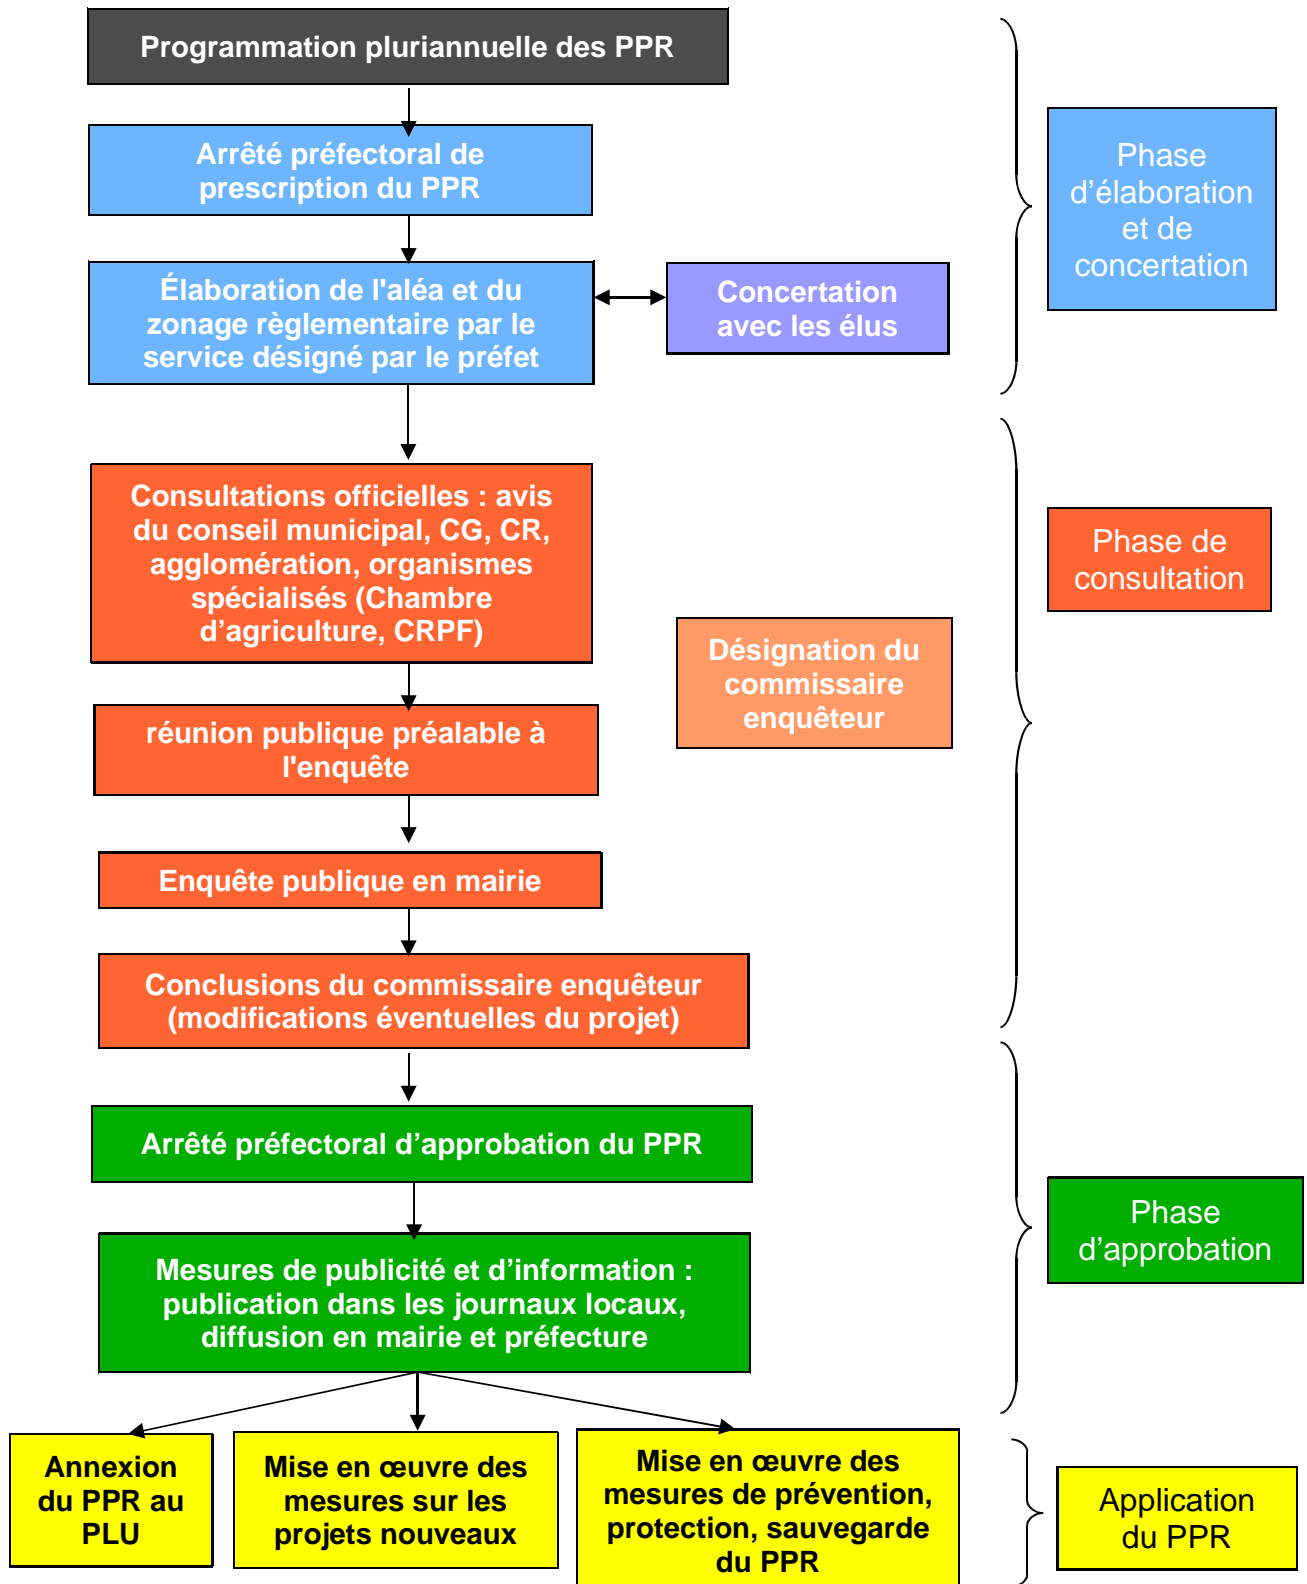 Programmation pluriannuelle des PPR
Arrêté préfectoral de
prescription du PPR
Élaboration de l'aléa et du
zonage règlementaire par le
service désigné par le préfet
Concertation
avec les élus
Phase
d’élaboration
et de
concertation
Consultations officielles : avis
du conseil municipal, CG, CR,
agglomération, organismes
spécialisés (Chambre
d’agriculture, CRPF)
Désignation du
commissaire
enquêteur
réunion publique préalable à
l'enquête
Enquête publique en mairie
Conclusions du commissaire enquêteur
(modifications éventuelles du projet)
Phase de
consultation
Arrêté préfectoral d’approbation du PPR
Mesures de publicité et d’information :
publication dans les journaux locaux,
diffusion en mairie et préfecture
Phase
d’approbation
Annexion
du PPR au
PLU
Mise en œuvre des
mesures sur les
projets nouveaux
Mise en œuvre des
mesures de prévention,
protection, sauvegarde
du PPR
Application
du PPR